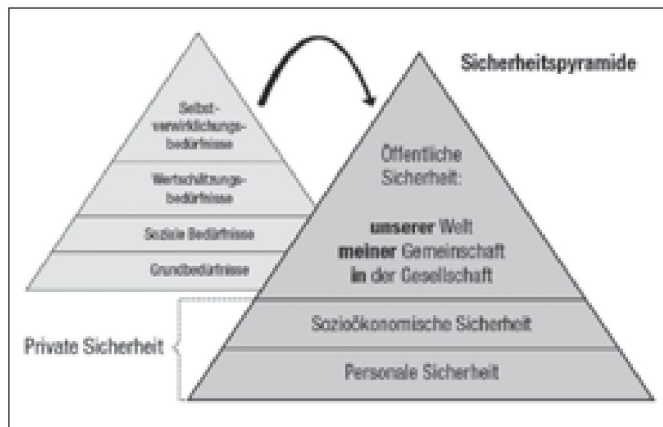 Sicherheitspyramide
Selbst-
verwirklichungs-
bedürfnisse
Wertschätzungs-
bedürfnisse
Soziale Bedürfnisse
Grundbedürfnisse
Öffentliche
Sicherheit:
unserer Welt
meiner Gemeinschaft
in der Gesellschaft
Sozioökonomische Sicherheit
Personale Sicherheit
Private Sicherheit